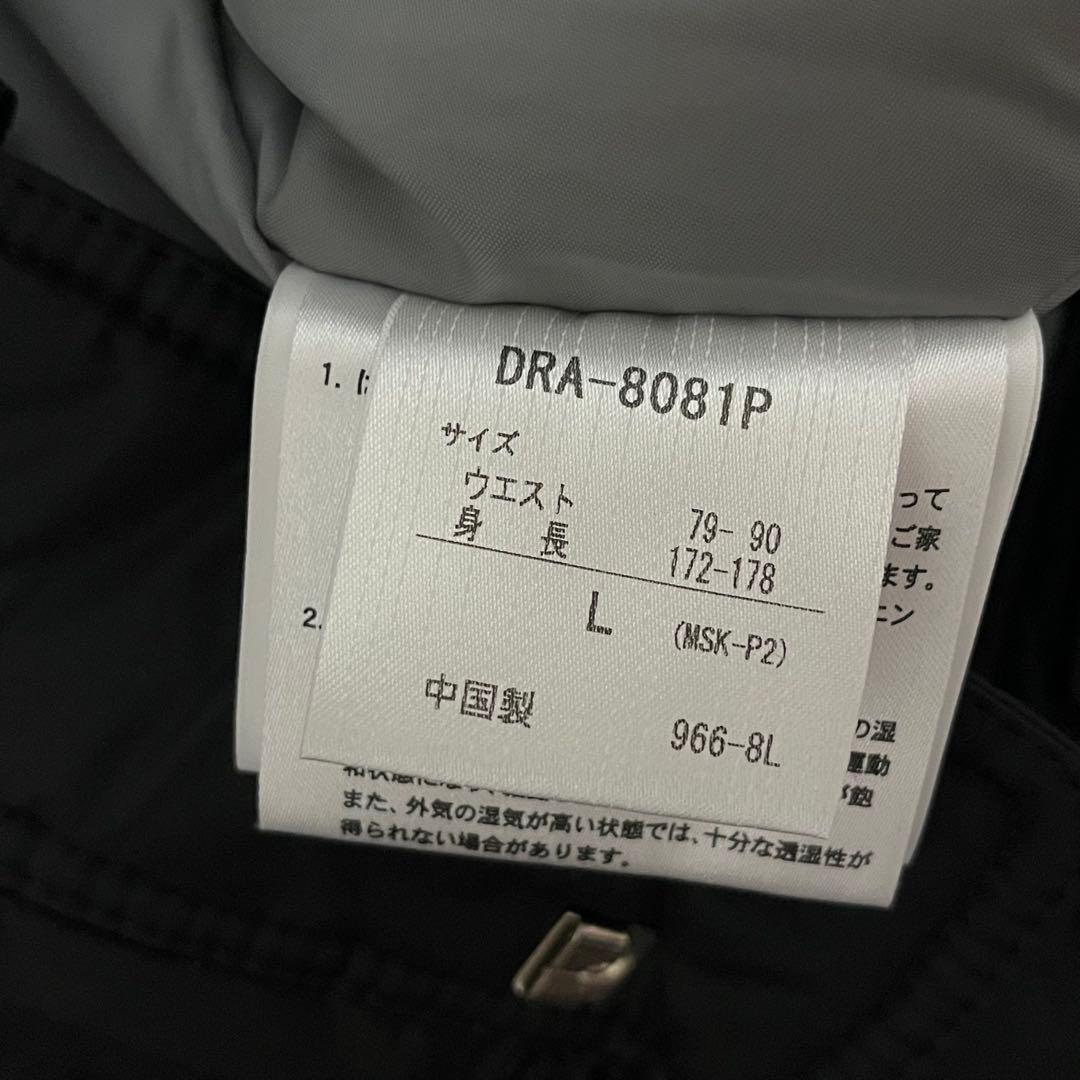 DRA-8081P
サイズ
ウエスト 79-90
身 長 172-178
L (MSK-P2)
中国製 966-8L
1. は
って
ご家
ます。
ニン
2.
の湿
運動
が飽
また、外気の湿気が高い状態では、十分な透湿性が
得られない場合があります。